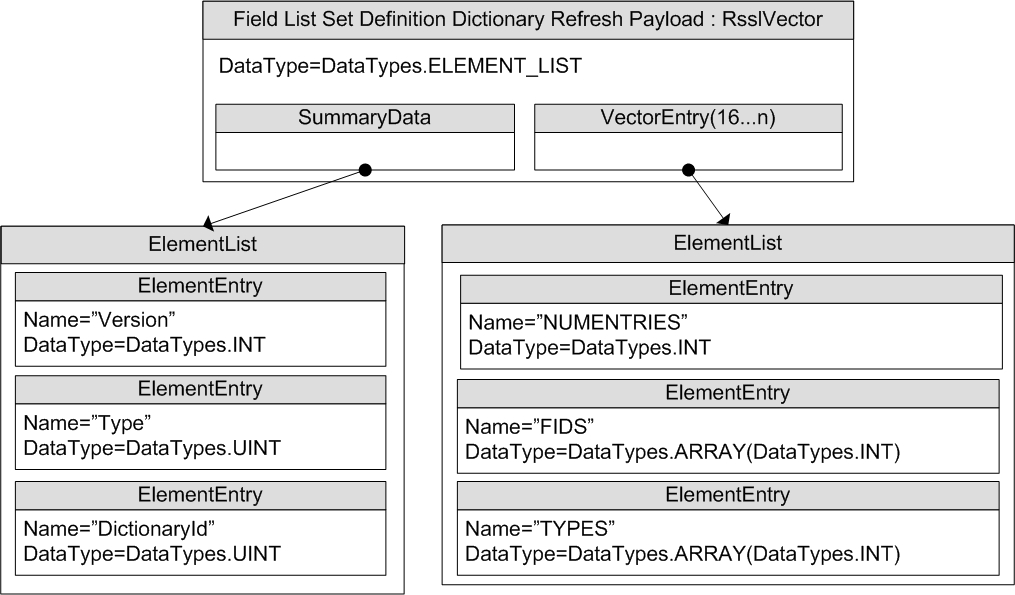 Field List Set Definition Dictionary Refresh Payload : RsslVector
DataType=DataTypes.ELEMENT_LIST
SummaryData
VectorEntry(16...n)
ElementList
ElementEntry
Name=”Version”
DataType=DataTypes.INT
ElementEntry
Name=”Type”
DataType=DataTypes.UINT
ElementEntry
Name=”DictionaryId”
DataType=DataTypes.UINT
ElementList
ElementEntry
Name=”NUMENTRIES”
DataType=DataTypes.INT
ElementEntry
Name=”FIDS”
DataType=DataTypes.ARRAY(DataTypes.INT)
ElementEntry
Name=”TYPES”
DataType=DataTypes.ARRAY(DataTypes.INT)